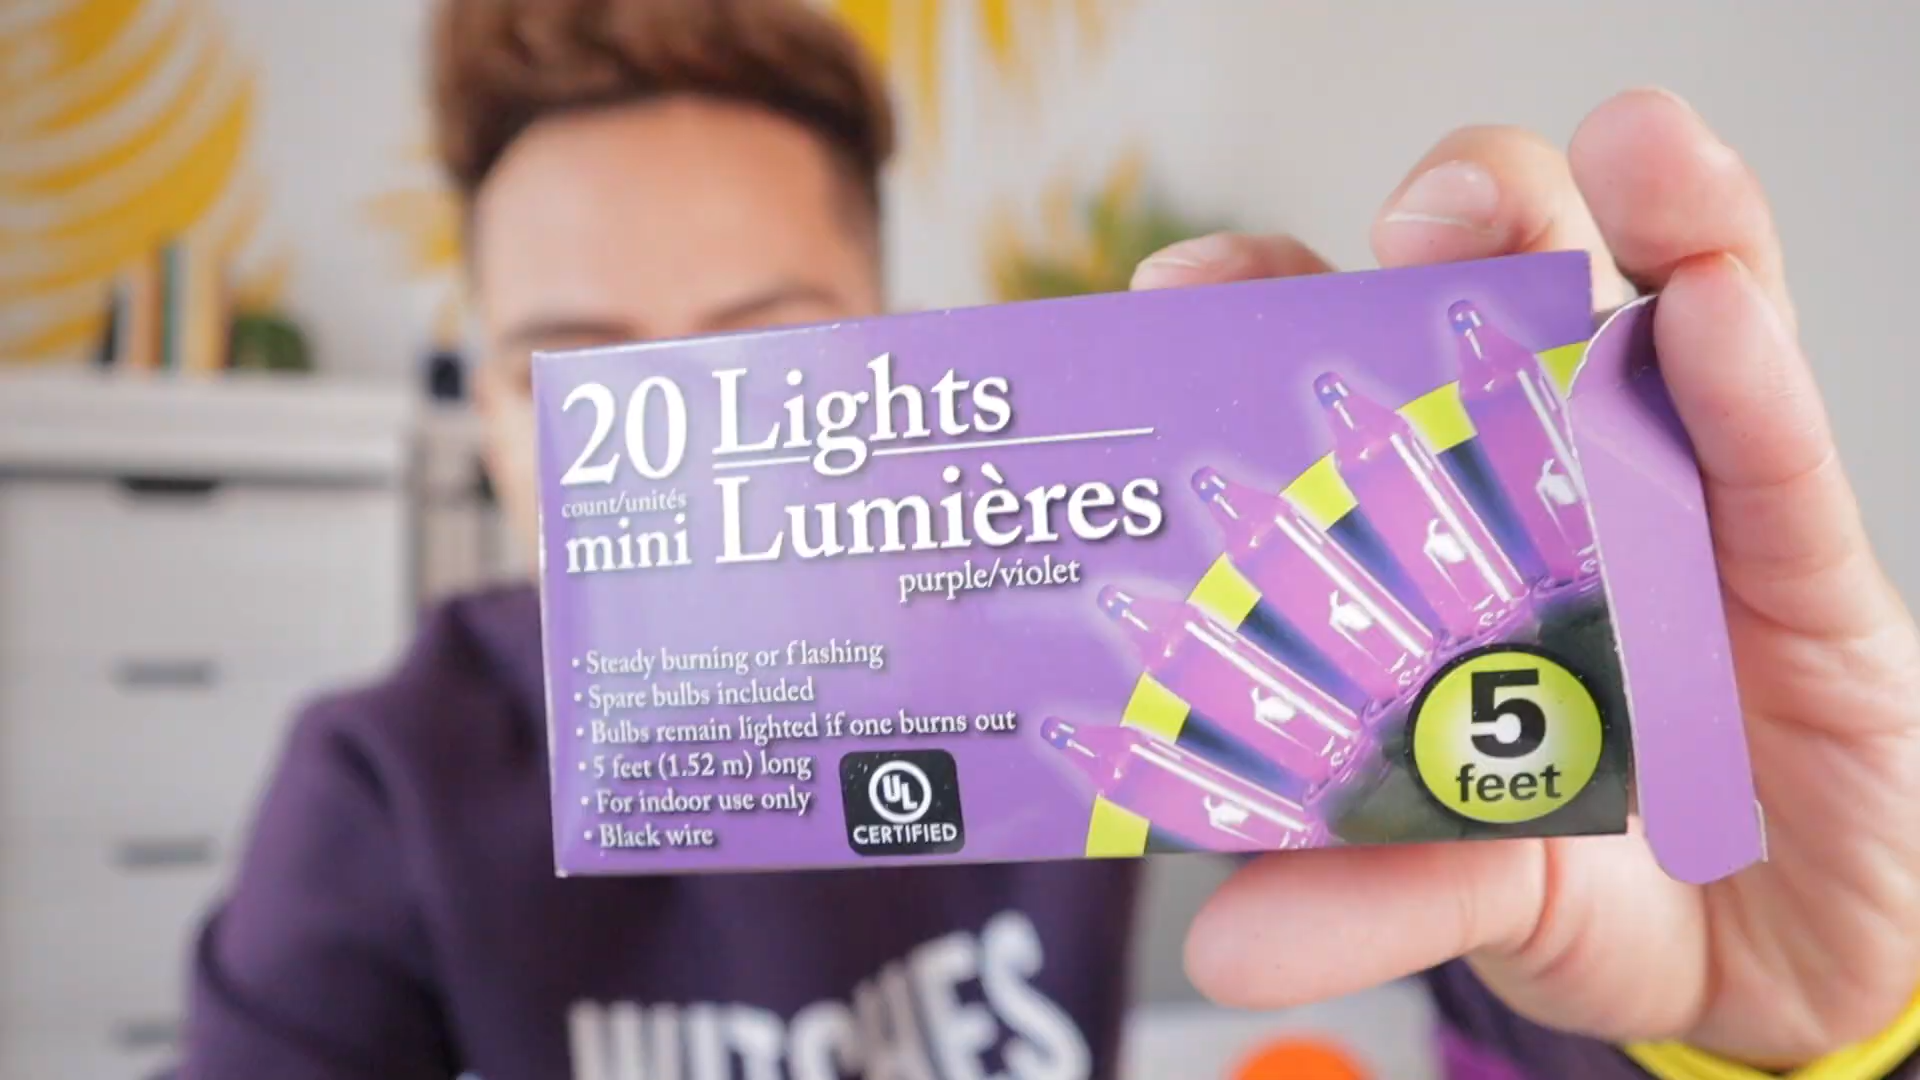 20 Lights
count/unités
mini Lumières
purple/violet
• Steady burning or flashing
• Spare bulbs included
• Bulbs remain lighted if one burns out
• 5 feet (1.52 m) long
• For indoor use only
• Black wire
UL
CERTIFIED
5
feet
WITCHES